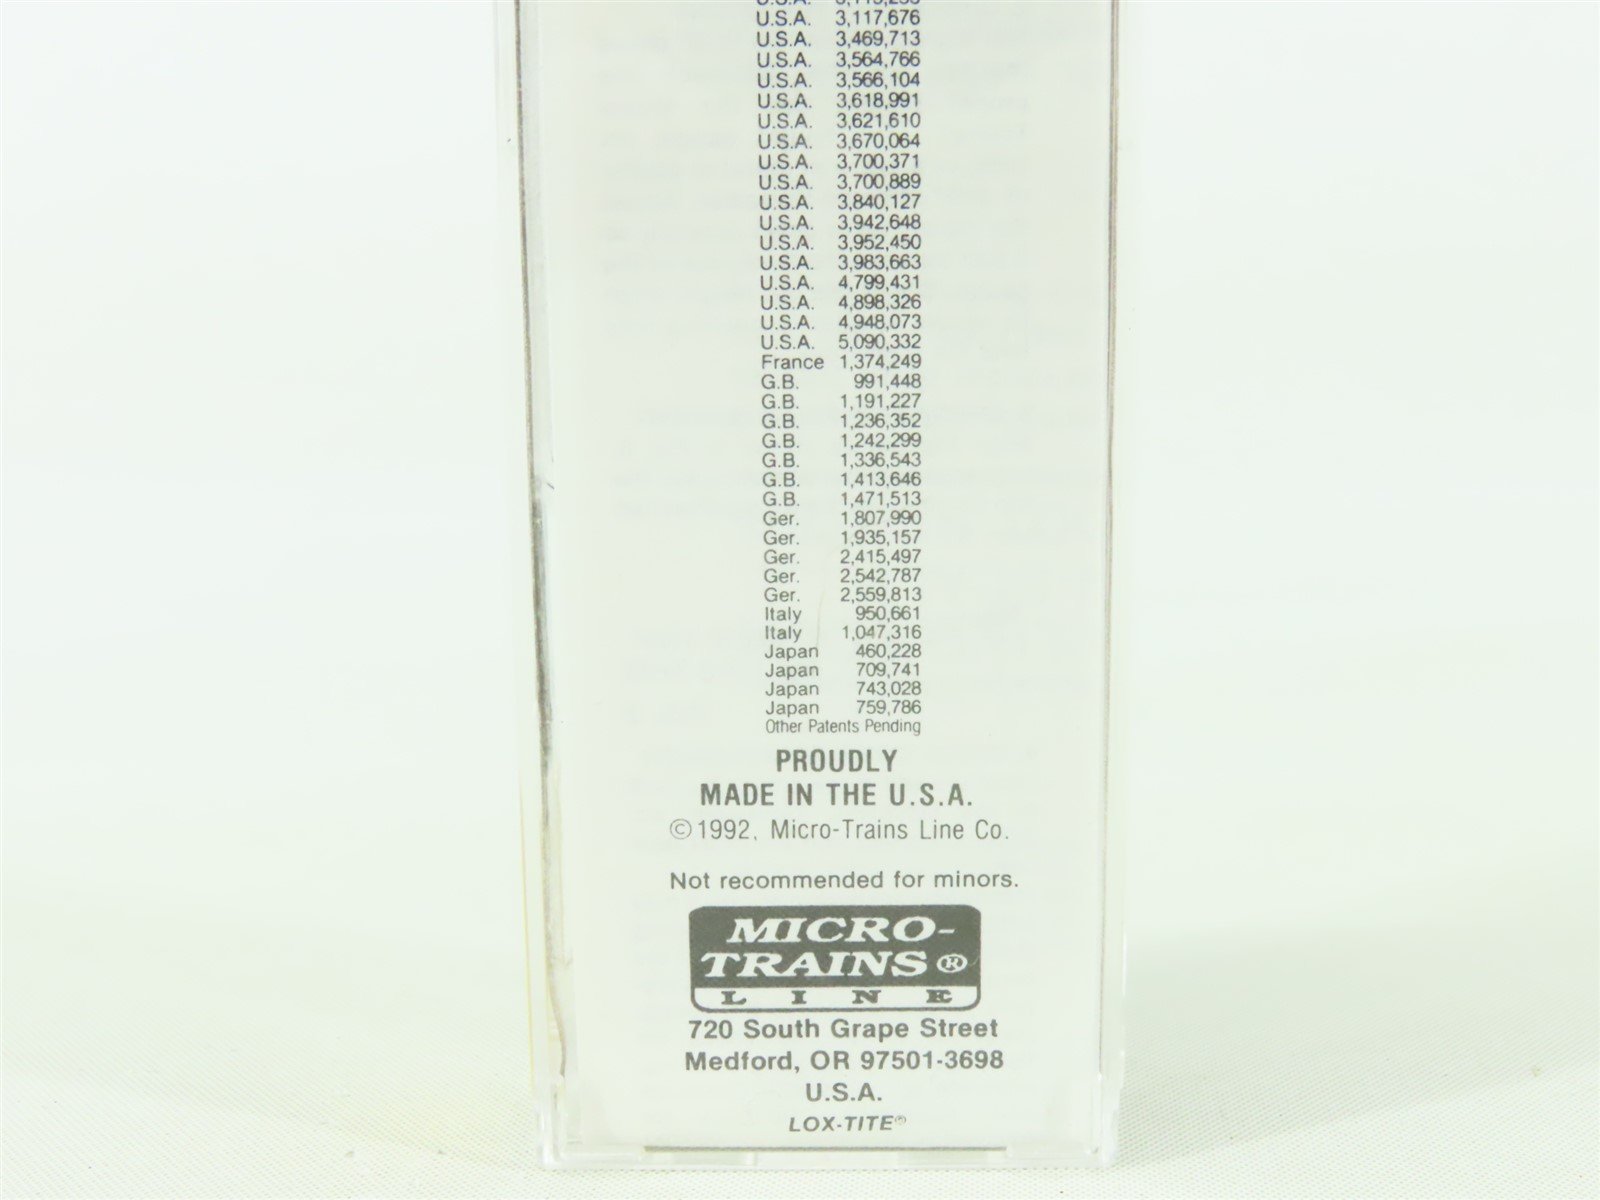 U.S.A. 3,117,676
U.S.A. 3,469,713
U.S.A. 3,564,766
U.S.A. 3,566,104
U.S.A. 3,618,991
U.S.A. 3,621,610
U.S.A. 3,670,064
U.S.A. 3,700,371
U.S.A. 3,700,889
U.S.A. 3,840,127
U.S.A. 3,942,648
U.S.A. 3,952,450
U.S.A. 3,983,663
U.S.A. 4,799,431
U.S.A. 4,898,326
U.S.A. 4,948,073
U.S.A. 5,090,332
France 1,374,249
G.B. 991,448
G.B. 1,191,227
G.B. 1,236,352
G.B. 1,242,299
G.B. 1,336,543
G.B. 1,413,646
G.B. 1,471,513
Ger. 1,807,990
Ger. 1,935,157
Ger. 2,415,497
Ger. 2,542,787
Ger. 2,559,813
Italy 950,661
Italy 1,047,316
Japan 460,228
Japan 709,741
Japan 743,028
Japan 759,786
Other Patents Pending
PROUDLY
MADE IN THE U.S.A.
©1992, Micro-Trains Line Co.
Not recommended for minors.
MICRO-
TRAINS®
LINE
720 South Grape Street
Medford, OR 97501-3698
U.S.A.
LOX-TITE®